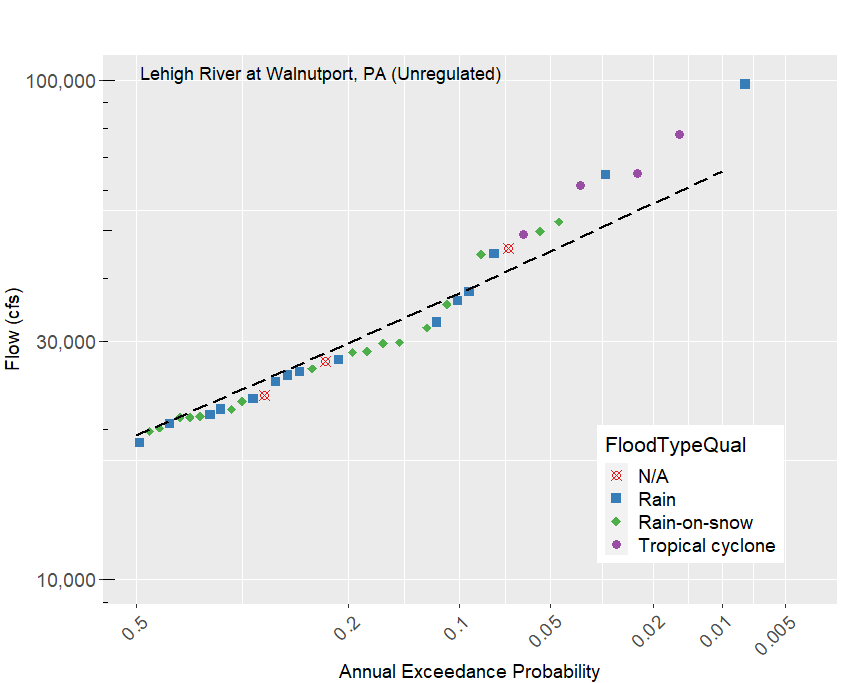 Lehigh River at Walnutport, PA (Unregulated)
100,000
30,000
10,000
Flow (cfs)
FloodTypeQual
N/A
Rain
Rain-on-snow
Tropical cyclone
0.5
0.2
0.1
0.05
0.02
0.01
0.005
Annual Exceedance Probability